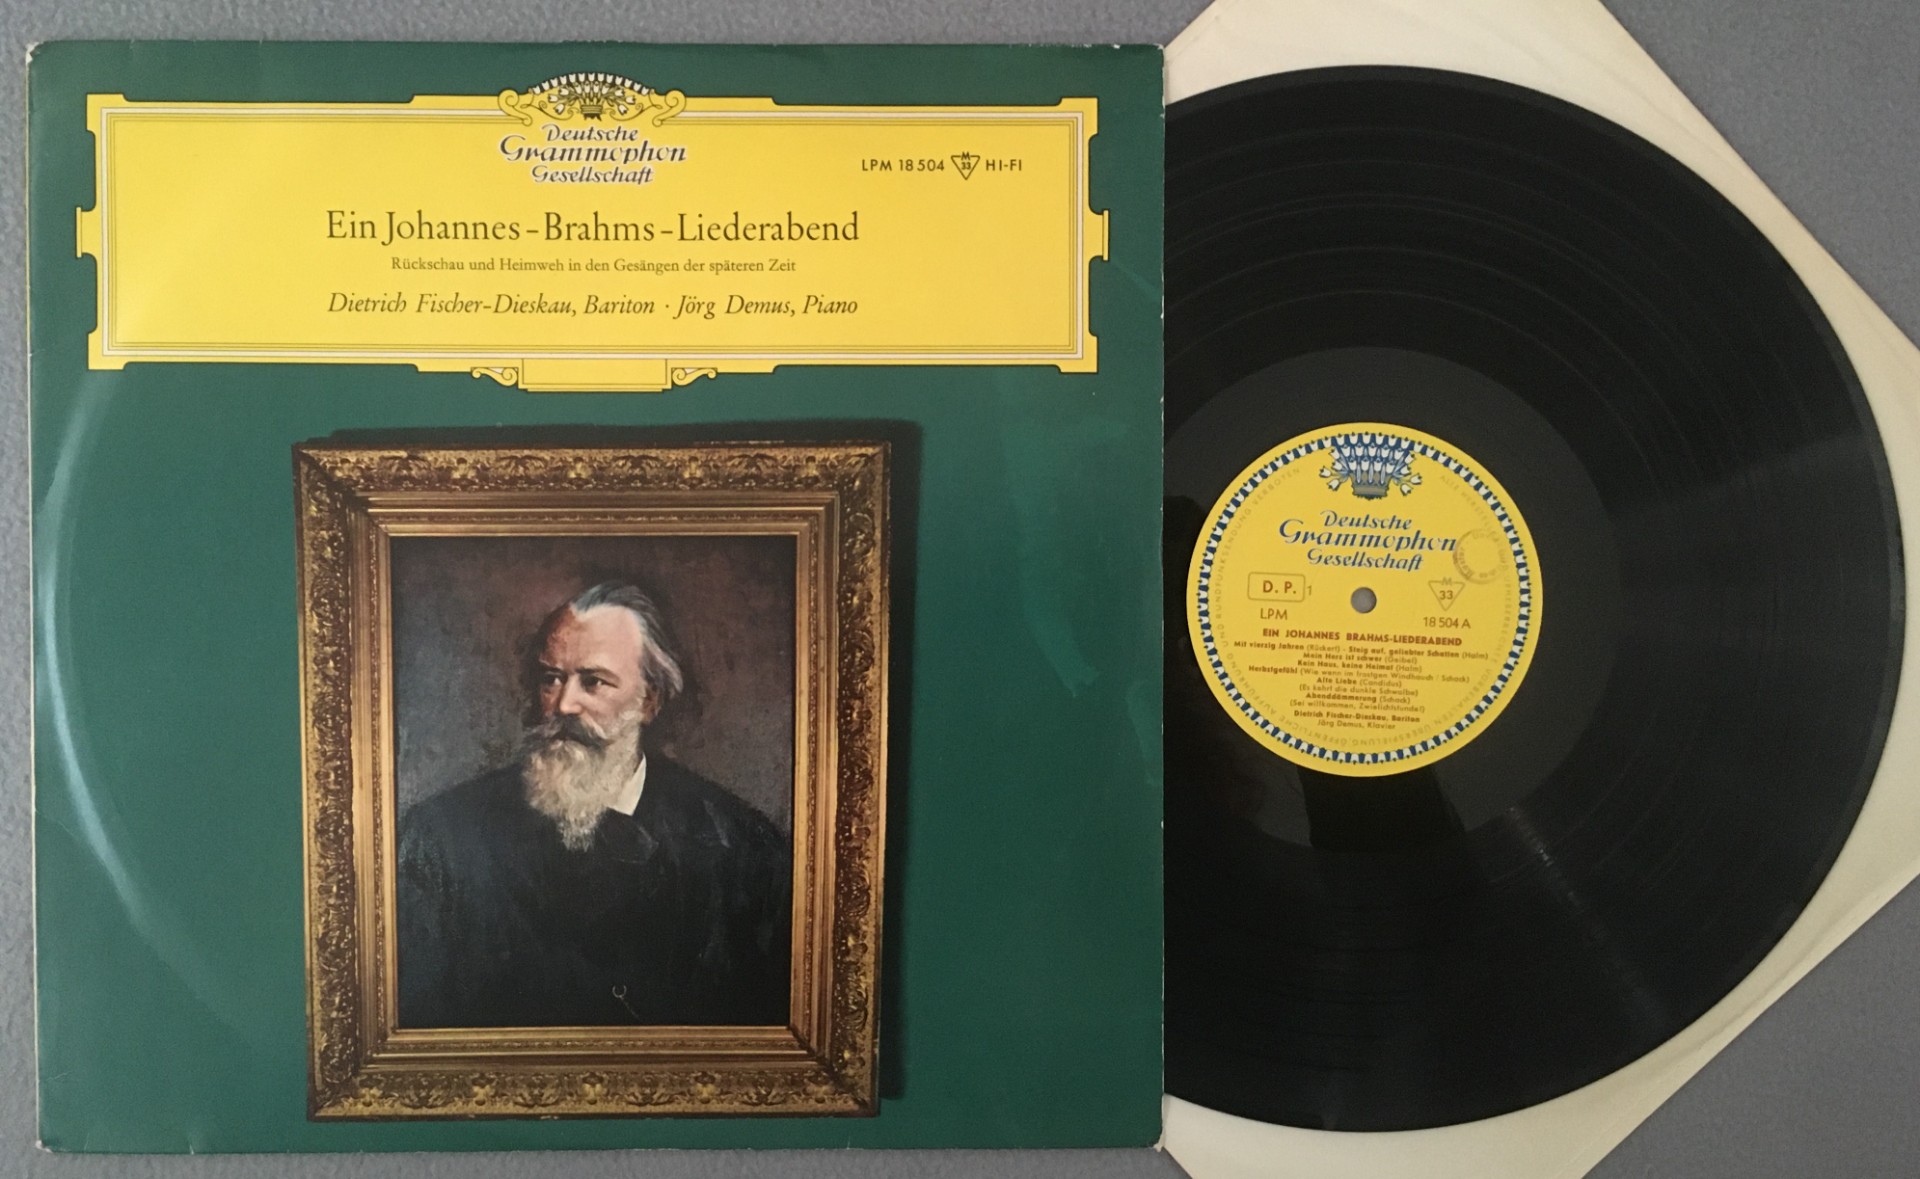 Deutsche
Grammophon
Gesellschaft
LPM 18 504 M 33 HI-FI
Ein Johannes-Brahms-Liederabend
Rückschau und Heimweh in den Gesängen der späteren Zeit
Dietrich Fischer-Dieskau, Bariton · Jörg Demus, Piano
Deutsche
Grammophon
Gesellschaft
D. P. 1
M 33
LPM
18 504 A
EIN JOHANNES BRAHMS-LIEDERABEND
Mit vierzig Jahren (Rückert) - Steig auf, geliebter Schatten (Halm)
Mein Herz ist schwer (Geibel)
Kein Haus, keine Heimat (Halm)
Herbstgefühl (Wie wenn im frostgen Windhauch : Schack)
Alte Liebe (Candidus)
(Es kehrt die dunkle Schwalbe)
Abenddämmerung (Schack)
(Sei willkommen, Zwielichtstunde!)
Dietrich Fischer-Dieskau, Bariton
Jörg Demus, Klavier